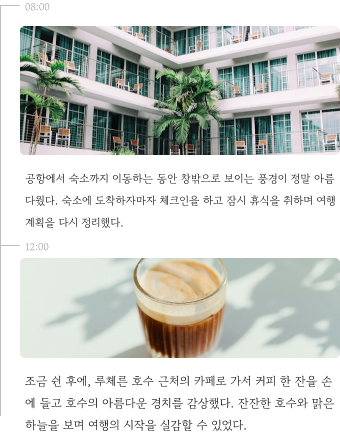 08:00
공항에서 숙소까지 이동하는 동안 창밖으로 보이는 풍경이 정말 아름
다웠다. 숙소에 도착하자마자 체크인을 하고 잠시 휴식을 취하며 여행
계획을 다시 정리했다.
12:00
조금 쉰 후에, 루체른 호수 근처의 카페로 가서 커피 한 잔을 손
에 들고 호수의 아름다운 경치를 감상했다. 잔잔한 호수와 맑은
하늘을 보며 여행의 시작을 실감할 수 있었다.